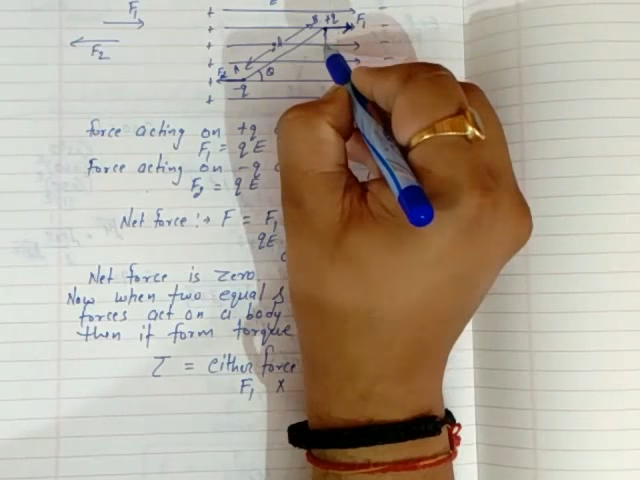 E
F₁
F₂
+q
F₁
F₂
θ
-q
force acting on +q
F₁ = qE
Force acting on -q
F₂ = qE
Net force :→ F = F₁
qE
Net force is zero
Now when two equal &
forces act on a body
then it form torque
τ = either force
F₁ ×